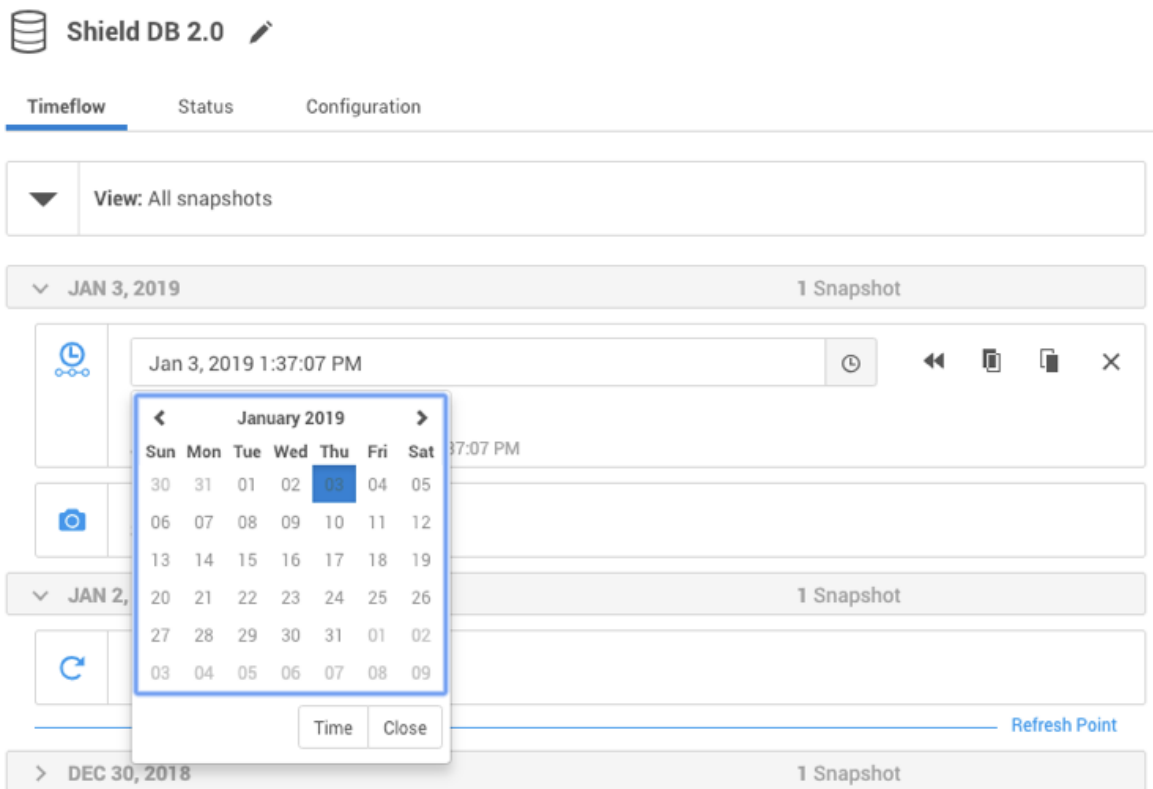 Shield DB 2.0
Timeflow Status Configuration
View: All snapshots
JAN 3, 2019 1 Snapshot
Jan 3, 2019 1:37:07 PM
January 2019
Sun Mon Tue Wed Thu Fri Sat
37:07 PM
30 31 01 02 03 04 05
06 07 08 09 10 11 12
13 14 15 16 17 18 19
JAN 2, 1 Snapshot
20 21 22 23 24 25 26
27 28 29 30 31 01 02
03 04 05 06 07 08 09
Time Close
Refresh Point
DEC 30, 2018 1 Snapshot